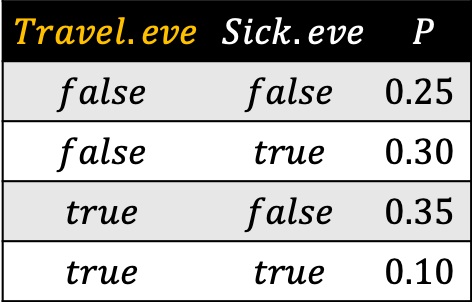 Travel.eve Sick.eve P
false false 0.25
false true 0.30
true false 0.35
true true 0.10